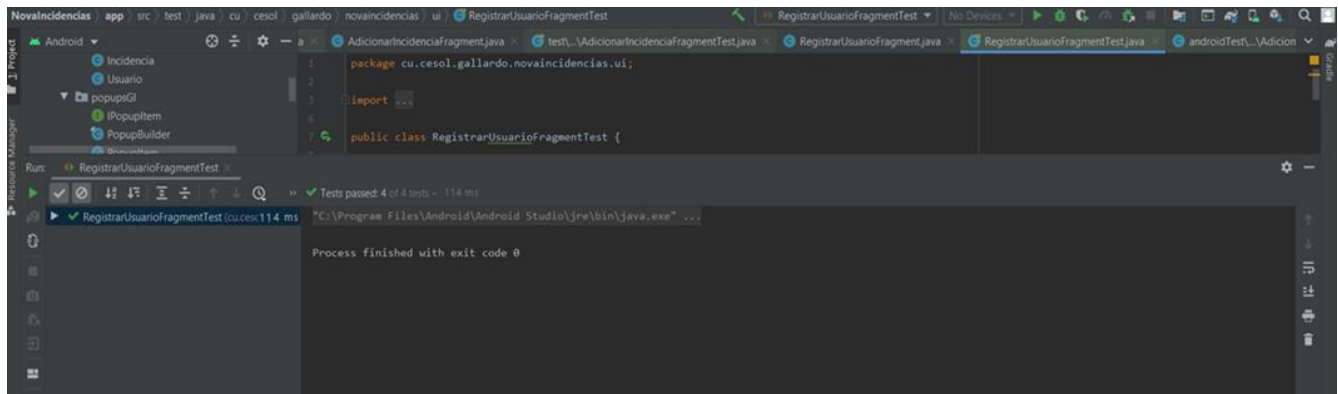 NovaIncidencias app src test java cu cesol gallardo novaincidencias ui RegistrarUsuarioFragmentTest RegistrarUsuarioFragmentTest No Devices
Android a AdicionarIncidenciaFragment.java test\...\AdicionarIncidenciaFragmentTest.java RegistrarUsuarioFragment.java RegistrarUsuarioFragmentTest.java androidTest\...\Adicion
1: Project
Gradle
Resource Manager
Incidencia
Usuario
popupsGI
IPopupItem
PopupBuilder
PopupItem
1 package cu.cesol.gallardo.novaincidencias.ui;
2
3 import ...
6
7 public class RegistrarUsuarioFragmentTest {
Run: RegistrarUsuarioFragmentTest
Tests passed: 4 of 4 tests – 114 ms
RegistrarUsuarioFragmentTest (cu.ceso 114 ms
"C:\Program Files\Android\Android Studio\jre\bin\java.exe" ...
Process finished with exit code 0